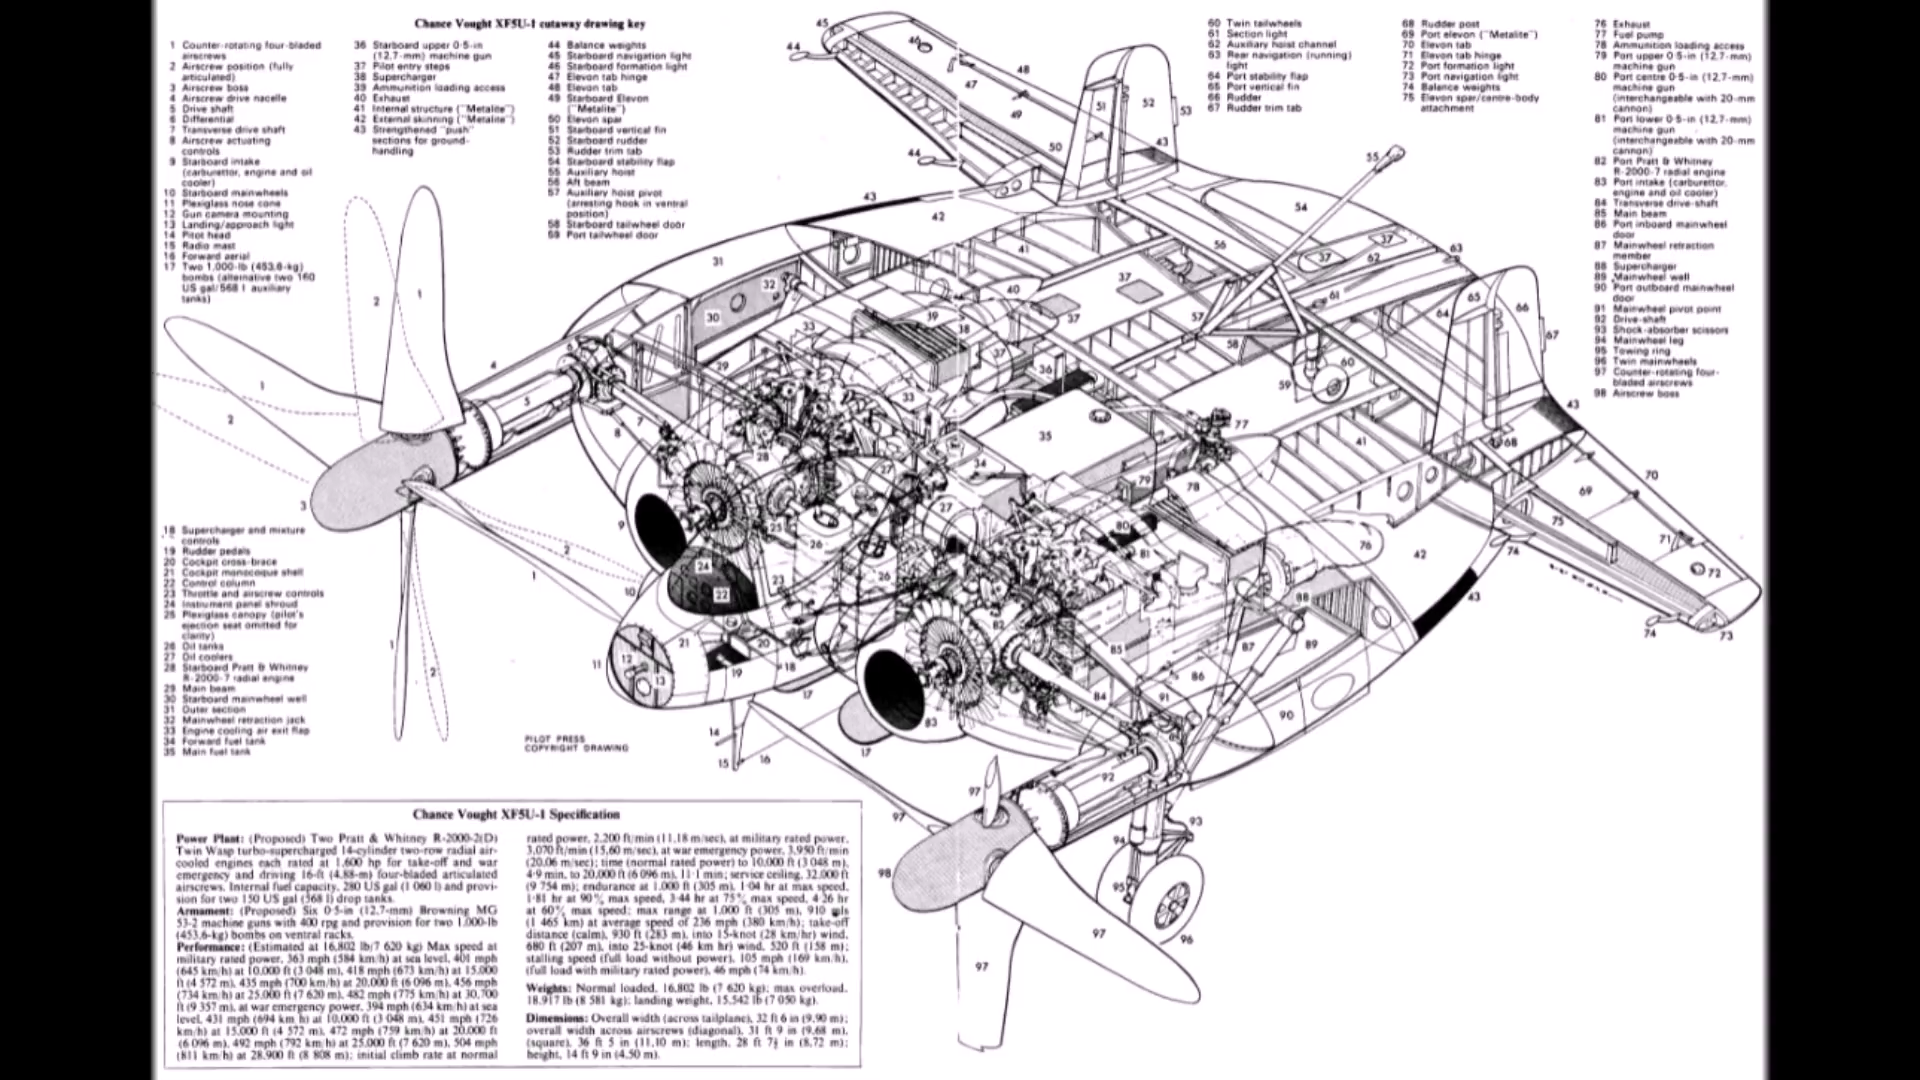 Chance Vought XF5U-1 cutaway drawing key
1 Counter-rotating four-bladed
airscrews
2 Airscrew position (fully
articulated)
3 Airscrew boss
4 Airscrew drive nacelle
5 Drive shaft
6 Differential
7 Transverse drive shaft
8 Airscrew actuating
controls
9 Starboard intake
(carburettor, engine and oil
cooler)
10 Starboard mainwheels
11 Plexiglass nose cone
12 Gun camera mounting
13 Landing/approach light
14 Pitot head
15 Radio mast
16 Forward aerial
17 Two 1,000-lb (453,6-kg)
bombs (alternative two 160
US gal/568 l auxiliary
tanks)
18 Supercharger and mixture
controls
19 Rudder pedals
20 Cockpit cross-brace
21 Cockpit monocoque shell
22 Control column
23 Throttle and airscrew controls
24 Instrument panel shroud
25 Plexiglass canopy (pilot's
ejection seat omitted for
clarity)
26 Oil tanks
27 Oil coolers
28 Starboard Pratt & Whitney
R-2000-7 radial engine
29 Main beam
30 Starboard mainwheel well
31 Outer section
32 Mainwheel retraction jack
33 Engine cooling air exit flap
34 Forward fuel tank
35 Main fuel tank
36 Starboard upper 0·5-in
(12,7-mm) machine gun
37 Pilot entry steps
38 Supercharger
39 Ammunition loading access
40 Exhaust
41 Internal structure ("Metalite")
42 External skinning ("Metalite")
43 Strengthened "push"
sections for ground-
handling
44 Balance weights
45 Starboard navigation light
46 Starboard formation light
47 Elevon tab hinge
48 Elevon tab
49 Starboard Elevon
("Metalite")
50 Elevon spar
51 Starboard vertical fin
52 Starboard rudder
53 Rudder trim tab
54 Starboard stability flap
55 Auxiliary hoist
56 Aft beam
57 Auxiliary hoist pivot
(arresting hook in ventral
position)
58 Starboard tailwheel door
59 Port tailwheel door
60 Twin tailwheels
61 Section light
62 Auxiliary hoist channel
63 Rear navigation (running)
light
64 Port stability flap
65 Port vertical fin
66 Rudder
67 Rudder trim tab
68 Rudder post
69 Port elevon ("Metalite")
70 Elevon tab
71 Elevon tab hinge
72 Port formation light
73 Port navigation light
74 Balance weights
75 Elevon spar/centre-body
attachment
76 Exhaust
77 Fuel pump
78 Ammunition loading access
79 Port upper 0·5-in (12,7-mm)
machine gun
80 Port centre 0·5-in (12,7-mm)
machine gun
(interchangeable with 20-mm
cannon)
81 Port lower 0·5-in (12,7-mm)
machine gun
(interchangeable with 20-mm
cannon)
82 Port Pratt & Whitney
R-2000-7 radial engine
83 Port intake (carburettor,
engine and oil cooler)
84 Transverse drive-shaft
85 Main beam
86 Port inboard mainwheel
door
87 Mainwheel retraction
member
88 Supercharger
89 Mainwheel well
90 Port outboard mainwheel
door
91 Mainwheel pivot point
92 Drive-shaft
93 Shock-absorber scissors
94 Mainwheel leg
95 Towing ring
96 Twin mainwheels
97 Counter-rotating four-
bladed airscrews
98 Airscrew boss
PILOT PRESS
COPYRIGHT DRAWING
Chance Vought XF5U-1 Specification
Power Plant: (Proposed) Two Pratt & Whitney R-2000-2(D)
Twin Wasp turbo-supercharged 14-cylinder two-row radial air-
cooled engines each rated at 1,600 hp for take-off and war
emergency and driving 16-ft (4,88-m) four-bladed articulated
airscrews. Internal fuel capacity, 280 US gal (1 060 l) and provi-
sion for two 150 US gal (568 l) drop tanks.
Armament: (Proposed) Six 0·5-in (12,7-mm) Browning MG
53-2 machine guns with 400 rpg and provision for two 1,000-lb
(453,6-kg) bombs on ventral racks.
Performance: (Estimated at 16,802 lb/7 620 kg) Max speed at
military rated power, 363 mph (584 km/h) at sea level, 401 mph
(645 km/h) at 10,000 ft (3 048 m), 418 mph (673 km/h) at 15,000
ft (4 572 m), 435 mph (700 km/h) at 20,000 ft (6 096 m), 456 mph
(734 km/h) at 25,000 ft (7 620 m), 482 mph (775 km/h) at 30,700
ft (9 357 m), at war emergency power, 394 mph (634 km/h) at sea
level, 431 mph (694 km h) at 10,000 ft (3 048 m), 451 mph (726
km/h) at 15,000 ft (4 572 m), 472 mph (759 km/h) at 20,000 ft
(6 096 m), 492 mph (792 km/h) at 25,000 ft (7 620 m), 504 mph
(811 km/h) at 28,900 ft (8 808 m); initial climb rate at normal
rated power, 2,200 ft/min (11,18 m/sec), at military rated power,
3,070 ft/min (15,60 m/sec), at war emergency power, 3,950 ft/min
(20,06 m/sec); time (normal rated power) to 10,000 ft (3 048 m),
4·9 min, to 20,000 ft (6 096 m), 11·1 min; service ceiling, 32,000 ft
(9 754 m); endurance at 1,000 ft (305 m), 1·04 hr at max speed,
1·81 hr at 90% max speed, 3·44 hr at 75% max speed, 4·26 hr
at 60% max speed; max range at 1,000 ft (305 m), 910 mls
(1 465 km) at average speed of 236 mph (380 km/h); take-off
distance (calm), 930 ft (283 m), into 15-knot (28 km/hr) wind,
680 ft (207 m), into 25-knot (46 km hr) wind, 520 ft (158 m);
stalling speed (full load without power), 105 mph (169 km/h),
(full load with military rated power), 46 mph (74 km/h).
Weights: Normal loaded, 16,802 lb (7 620 kg); max overload,
18,917 lb (8 581 kg); landing weight, 15,542 lb (7 050 kg).
Dimensions: Overall width (across tailplane), 32 ft 6 in (9,90 m);
overall width across airscrews (diagonal), 31 ft 9 in (9,68 m),
(square), 36 ft 5 in (11,10 m); length, 28 ft 7½ in (8,72 m);
height, 14 ft 9 in (4,50 m).